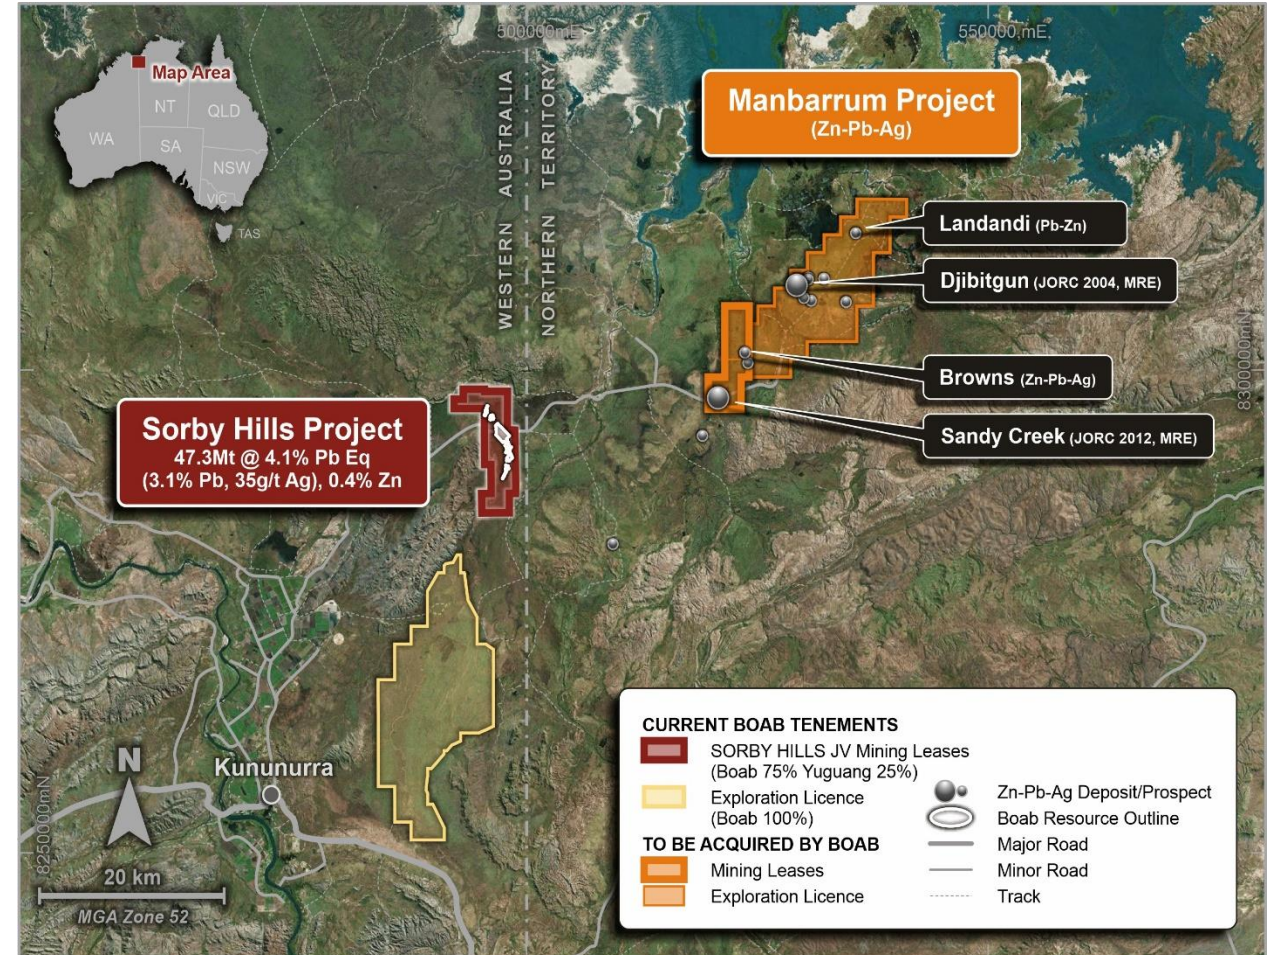 500000mE
550000.mE
Map Area
NT
QLD
WA
SA
NSW
VIC
TAS
WESTERN AUSTRALIA
NORTHERN TERRITORY
Manbarrum Project
(Zn-Pb-Ag)
Landandi (Pb-Zn)
Djibitgun (JORC 2004, MRE)
Browns (Zn-Pb-Ag)
Sandy Creek (JORC 2012, MRE)
8300000mN
Sorby Hills Project
47.3Mt @ 4.1% Pb Eq
(3.1% Pb, 35g/t Ag), 0.4% Zn
Kununurra
N
8250000mN
20 km
MGA Zone 52
CURRENT BOAB TENEMENTS
SORBY HILLS JV Mining Leases
(Boab 75% Yuguang 25%)
Exploration Licence
(Boab 100%)
TO BE ACQUIRED BY BOAB
Mining Leases
Exploration Licence
Zn-Pb-Ag Deposit/Prospect
Boab Resource Outline
Major Road
Minor Road
Track